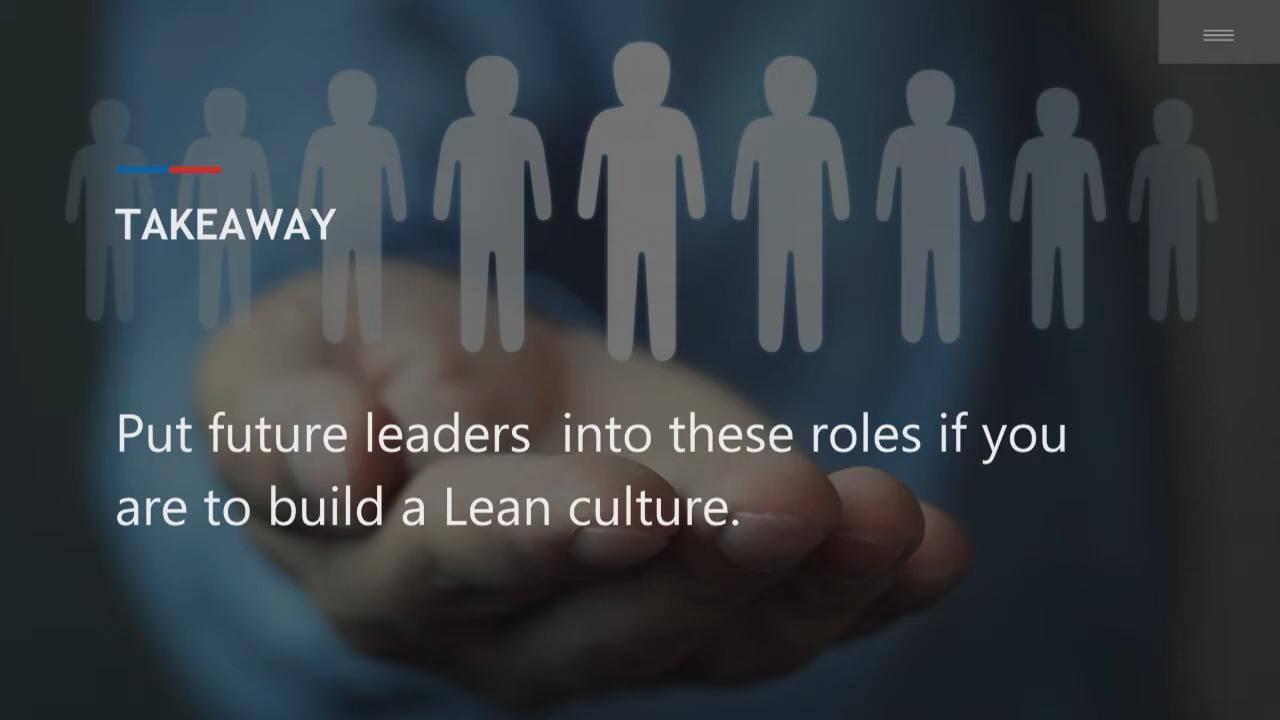 TAKEAWAY
Put future leaders  into these roles if you
are to build a Lean culture.